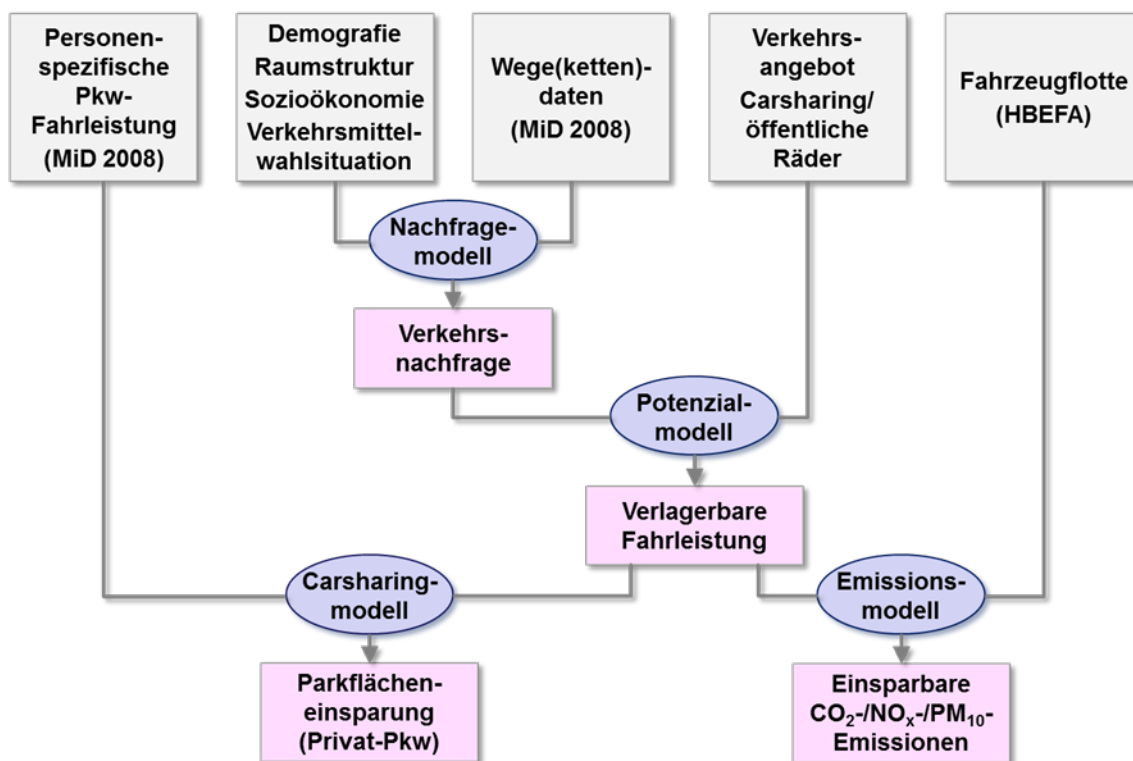 Personen-
spezifische
Pkw-
Fahrleistung
(MiD 2008)
Demografie
Raumstruktur
Sozioökonomie
Verkehrsmittel-
wahlsituation
Wege(ketten)-
daten
(MiD 2008)
Verkehrs-
angebot
Carsharing/
öffentliche
Räder
Fahrzeugflotte
(HBEFA)
Nachfrage-
modell
Verkehrs-
nachfrage
Potenzial-
modell
Verlagerbare
Fahrleistung
Carsharing-
modell
Emissions-
modell
Parkflächen-
einsparung
(Privat-Pkw)
Einsparbare
CO₂-/NOₓ-/PM₁₀-
Emissionen